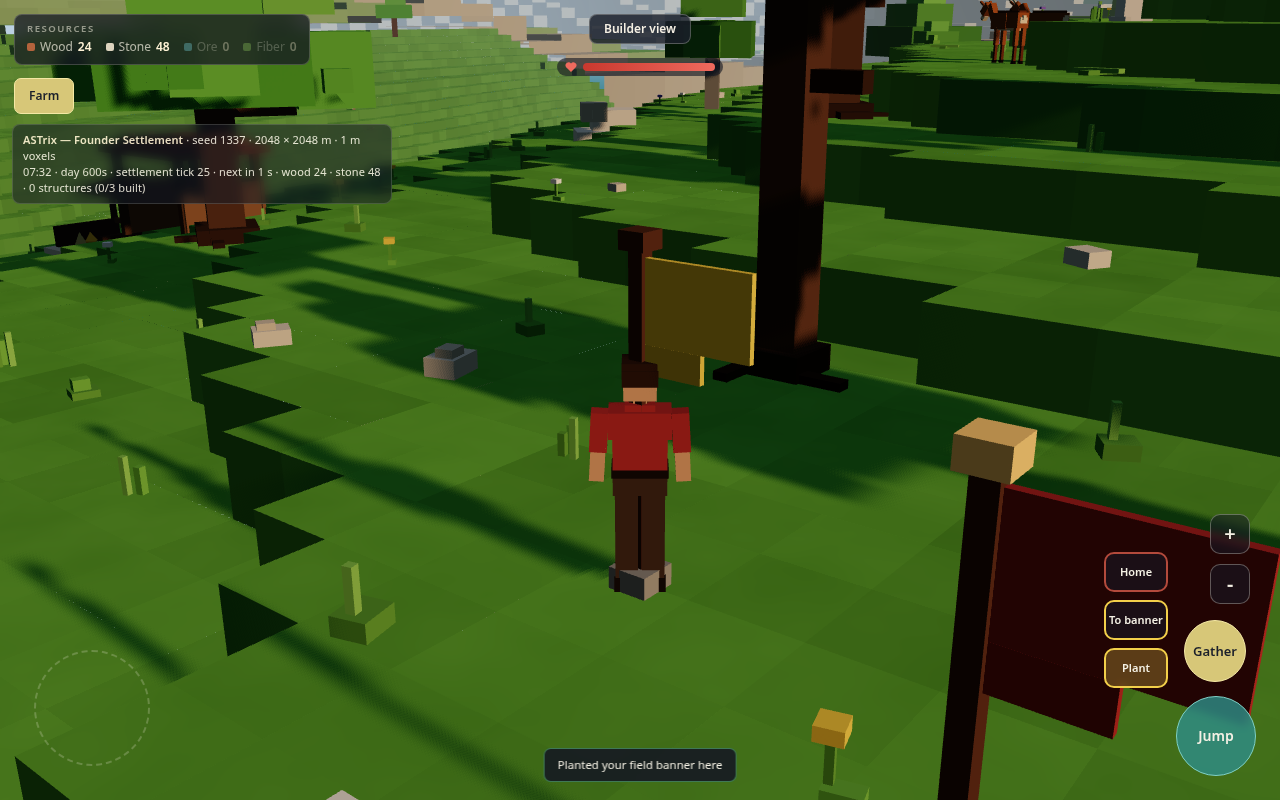 RESOURCES
Wood 24 Stone 48 Ore 0 Fiber 0
Builder view
Farm
ASTrix — Founder Settlement · seed 1337 · 2048 × 2048 m · 1 m
voxels
07:32 · day 600s · settlement tick 25 · next in 1 s · wood 24 · stone 48
· 0 structures (0/3 built)
+
Home
-
To banner
Gather
Plant
Jump
Planted your field banner here